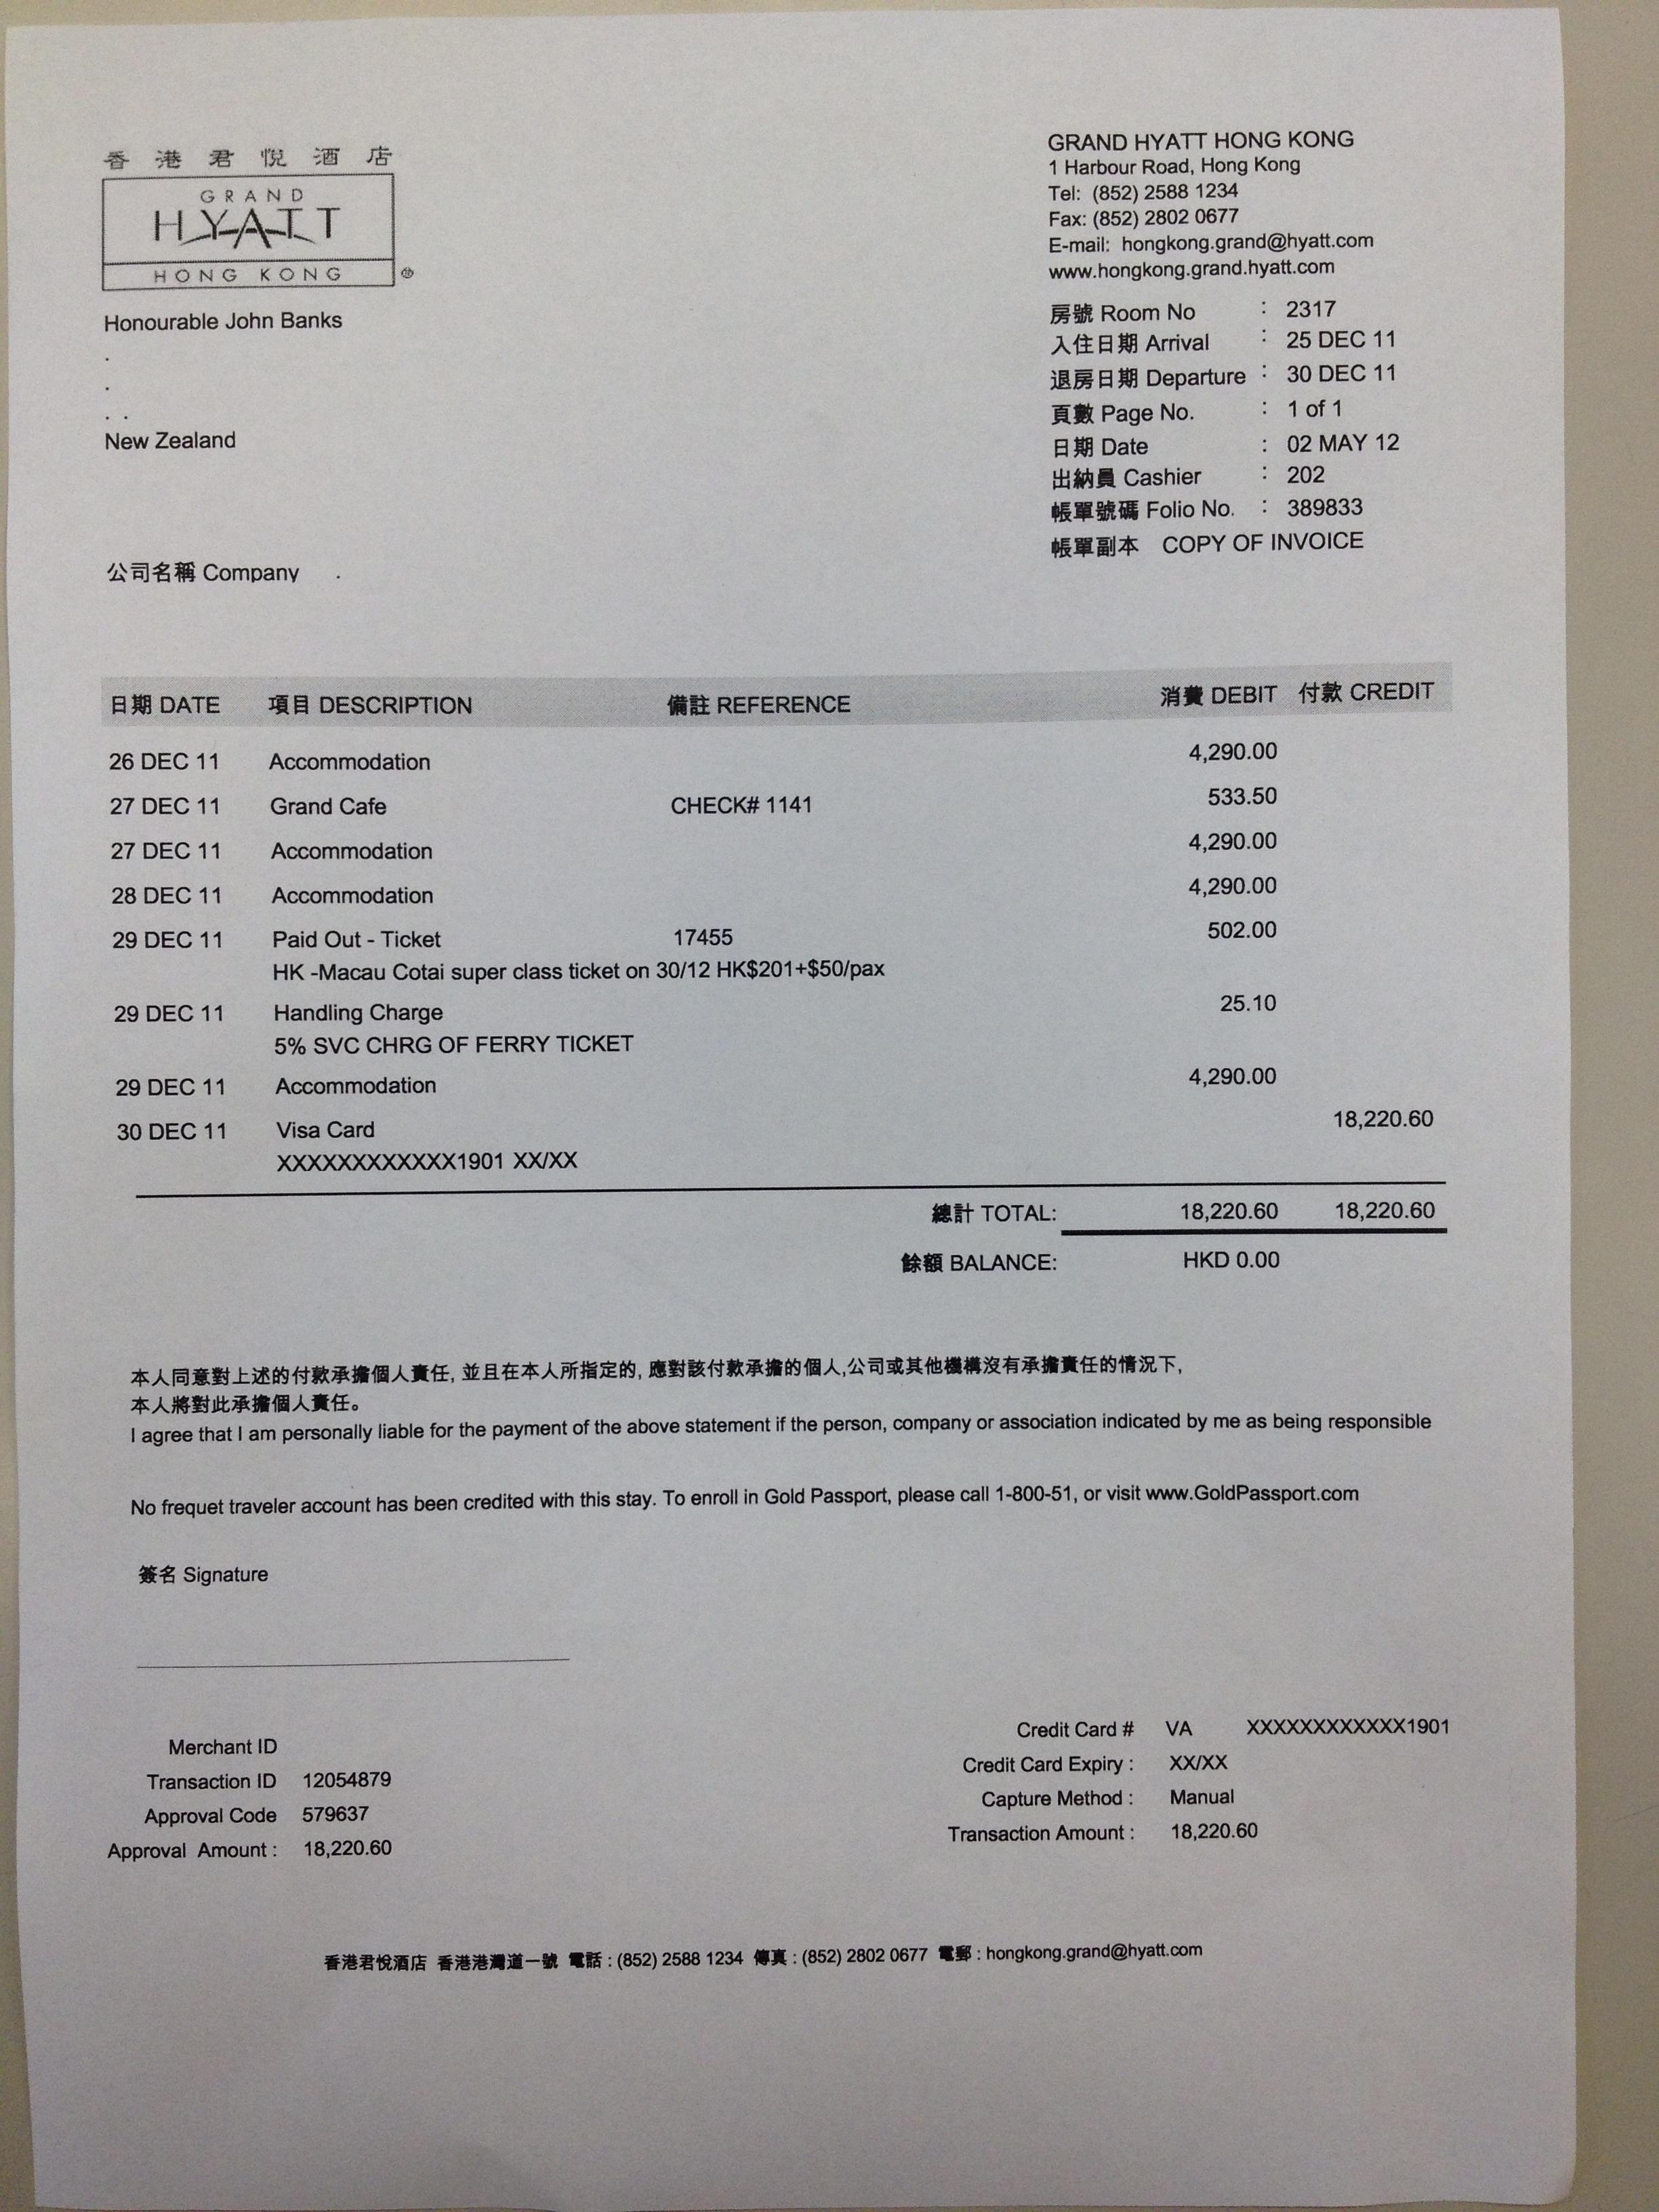 香港君悅酒店
GRAND
HYATT
HONG KONG ®
GRAND HYATT HONG KONG
1 Harbour Road, Hong Kong
Tel: (852) 2588 1234
Fax: (852) 2802 0677
E-mail: hongkong.grand@hyatt.com
www.hongkong.grand.hyatt.com
Honourable John Banks
.
.
. .
New Zealand
公司名稱 Company .
房號 Room No : 2317
入住日期 Arrival : 25 DEC 11
退房日期 Departure : 30 DEC 11
頁數 Page No. : 1 of 1
日期 Date : 02 MAY 12
出納員 Cashier : 202
帳單號碼 Folio No. : 389833
帳單副本 COPY OF INVOICE
日期 DATE 項目 DESCRIPTION 備註 REFERENCE 消費 DEBIT 付款 CREDIT
26 DEC 11 Accommodation 4,290.00
27 DEC 11 Grand Cafe CHECK# 1141 533.50
27 DEC 11 Accommodation 4,290.00
28 DEC 11 Accommodation 4,290.00
29 DEC 11 Paid Out - Ticket 17455 502.00
HK -Macau Cotai super class ticket on 30/12 HK$201+$50/pax
29 DEC 11 Handling Charge 25.10
5% SVC CHRG OF FERRY TICKET
29 DEC 11 Accommodation 4,290.00
30 DEC 11 Visa Card 18,220.60
XXXXXXXXXXXX1901 XX/XX
總計 TOTAL: 18,220.60 18,220.60
餘額 BALANCE: HKD 0.00
本人同意對上述的付款承擔個人責任, 並且在本人所指定的, 應對該付款承擔的個人,公司或其他機構沒有承擔責任的情況下,
本人將對此承擔個人責任。
I agree that I am personally liable for the payment of the above statement if the person, company or association indicated by me as being responsible
No frequet traveler account has been credited with this stay. To enroll in Gold Passport, please call 1-800-51, or visit www.GoldPassport.com
簽名 Signature
Merchant ID
Transaction ID 12054879
Approval Code 579637
Approval Amount : 18,220.60
Credit Card # VA XXXXXXXXXXXX1901
Credit Card Expiry : XX/XX
Capture Method : Manual
Transaction Amount : 18,220.60
香港君悅酒店 香港港灣道一號 電話 : (852) 2588 1234 傳真 : (852) 2802 0677 電郵 : hongkong.grand@hyatt.com